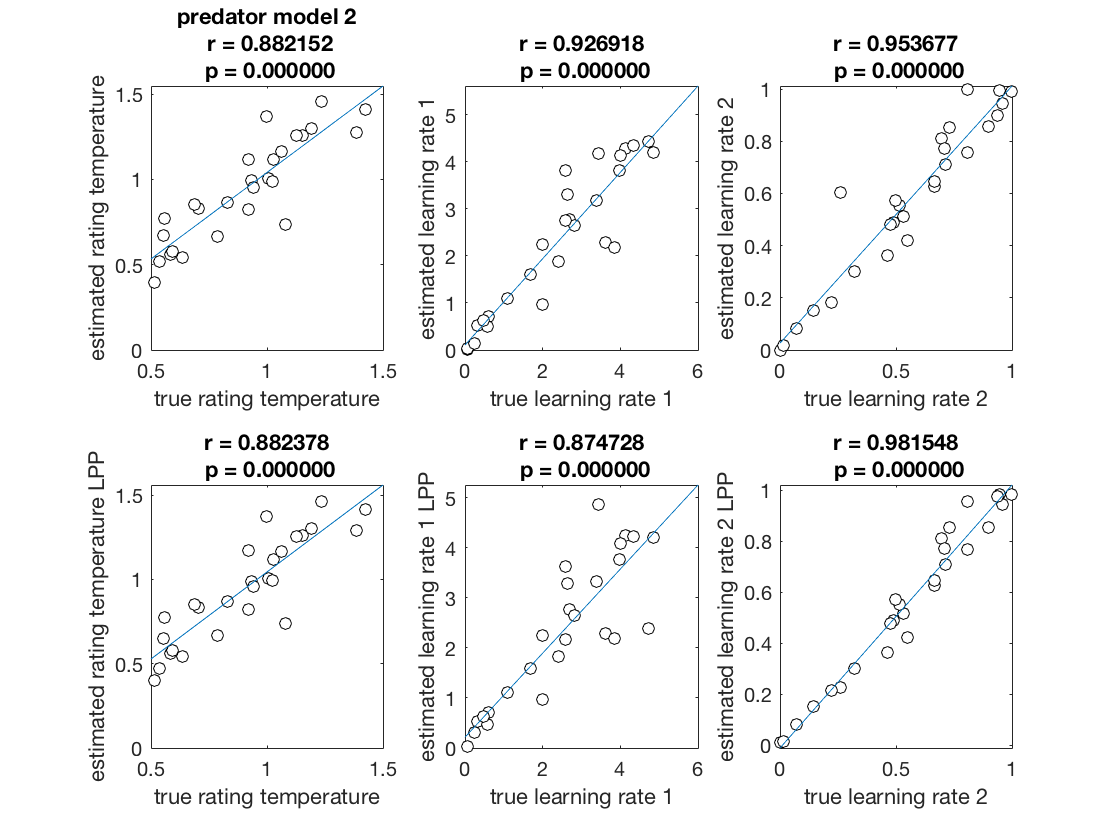 predator model 2
r = 0.882152
p = 0.000000
estimated rating temperature
1.5
1
0.5
0
0.5 1 1.5
true rating temperature
r = 0.926918
p = 0.000000
estimated learning rate 1
5
4
3
2
1
0
0 2 4 6
true learning rate 1
r = 0.953677
p = 0.000000
estimated learning rate 2
1
0.8
0.6
0.4
0.2
0
0 0.5 1
true learning rate 2
r = 0.882378
p = 0.000000
estimated rating temperature LPP
1.5
1
0.5
0
0.5 1 1.5
true rating temperature
r = 0.874728
p = 0.000000
estimated learning rate 1 LPP
5
4
3
2
1
0
0 2 4 6
true learning rate 1
r = 0.981548
p = 0.000000
estimated learning rate 2 LPP
1
0.8
0.6
0.4
0.2
0
0 0.5 1
true learning rate 2